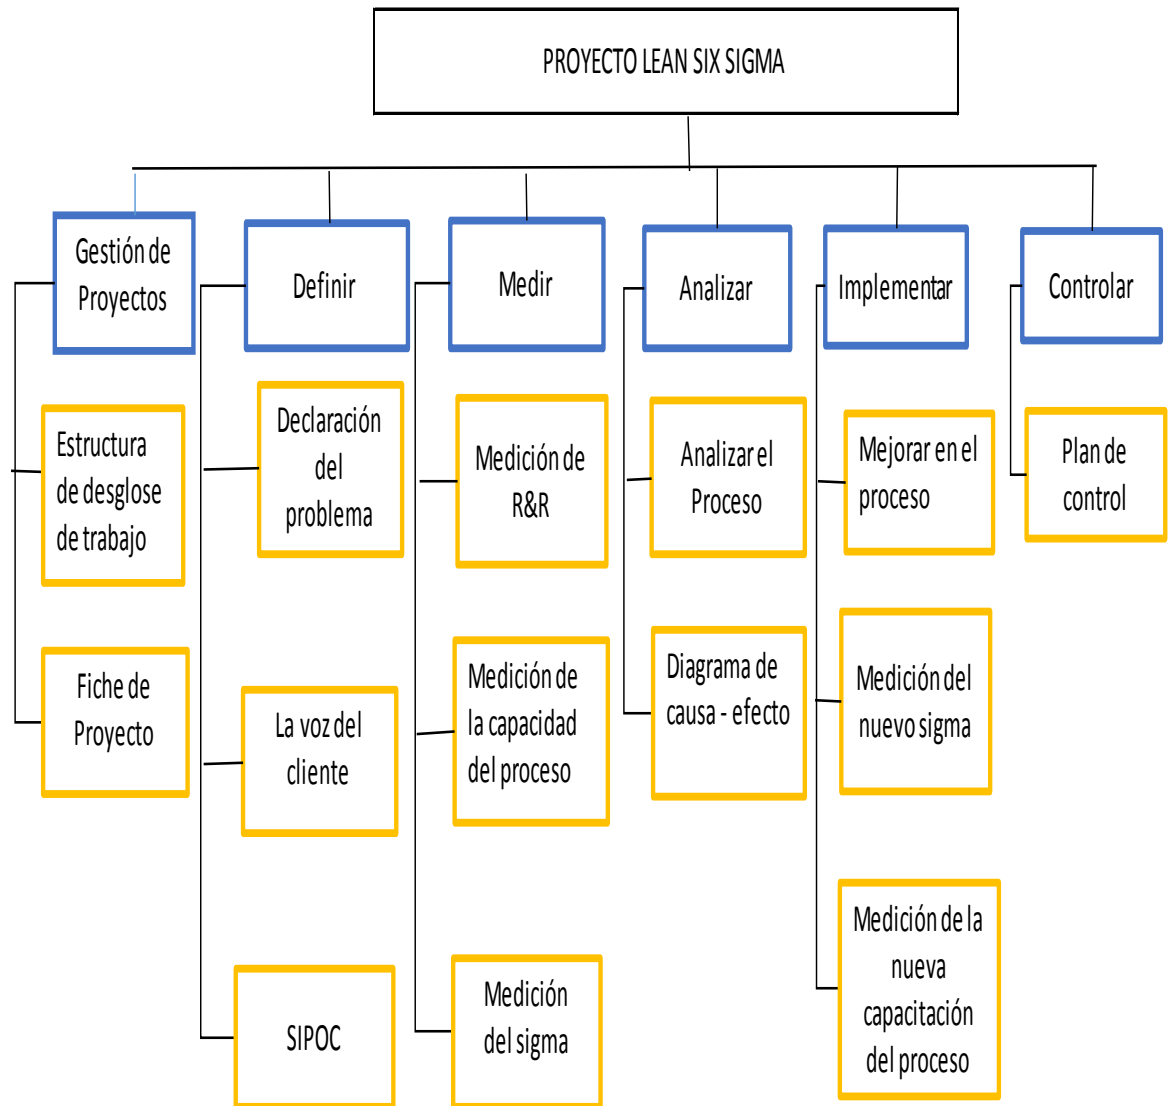 PROYECTO LEAN SIX SIGMA
Gestión de
Proyectos
Definir
Medir
Analizar
Implementar
Controlar
Estructura
de desglose
de trabajo
Declaración
del
problema
Medición de
R&R
Analizar el
Proceso
Mejorar en el
proceso
Plan de
control
Fiche de
Proyecto
La voz del
cliente
Medición de
la capacidad
del proceso
Diagrama de
causa - efecto
Medición del
nuevo sigma
SIPOC
Medición
del sigma
Medición de la
nueva
capacitación
del proceso